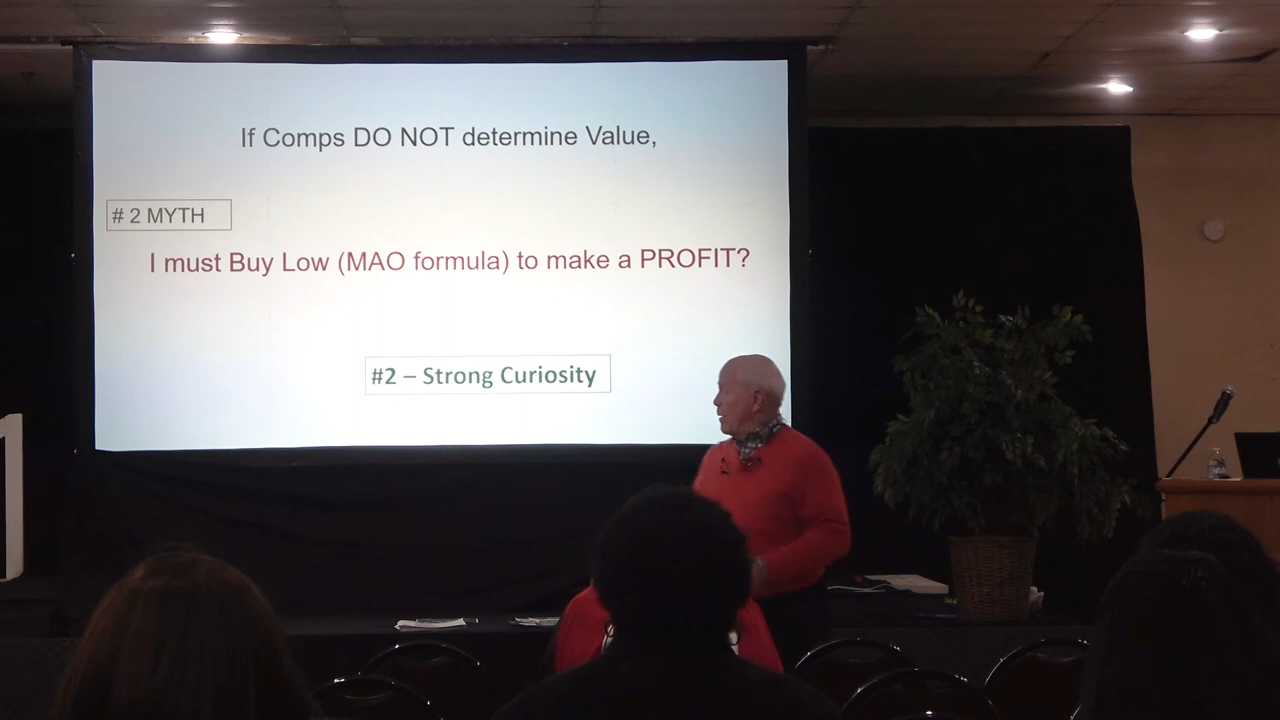 If Comps DO NOT determine Value,
# 2 MYTH
I must Buy Low (MAO formula) to make a PROFIT?
#2 – Strong Curiosity